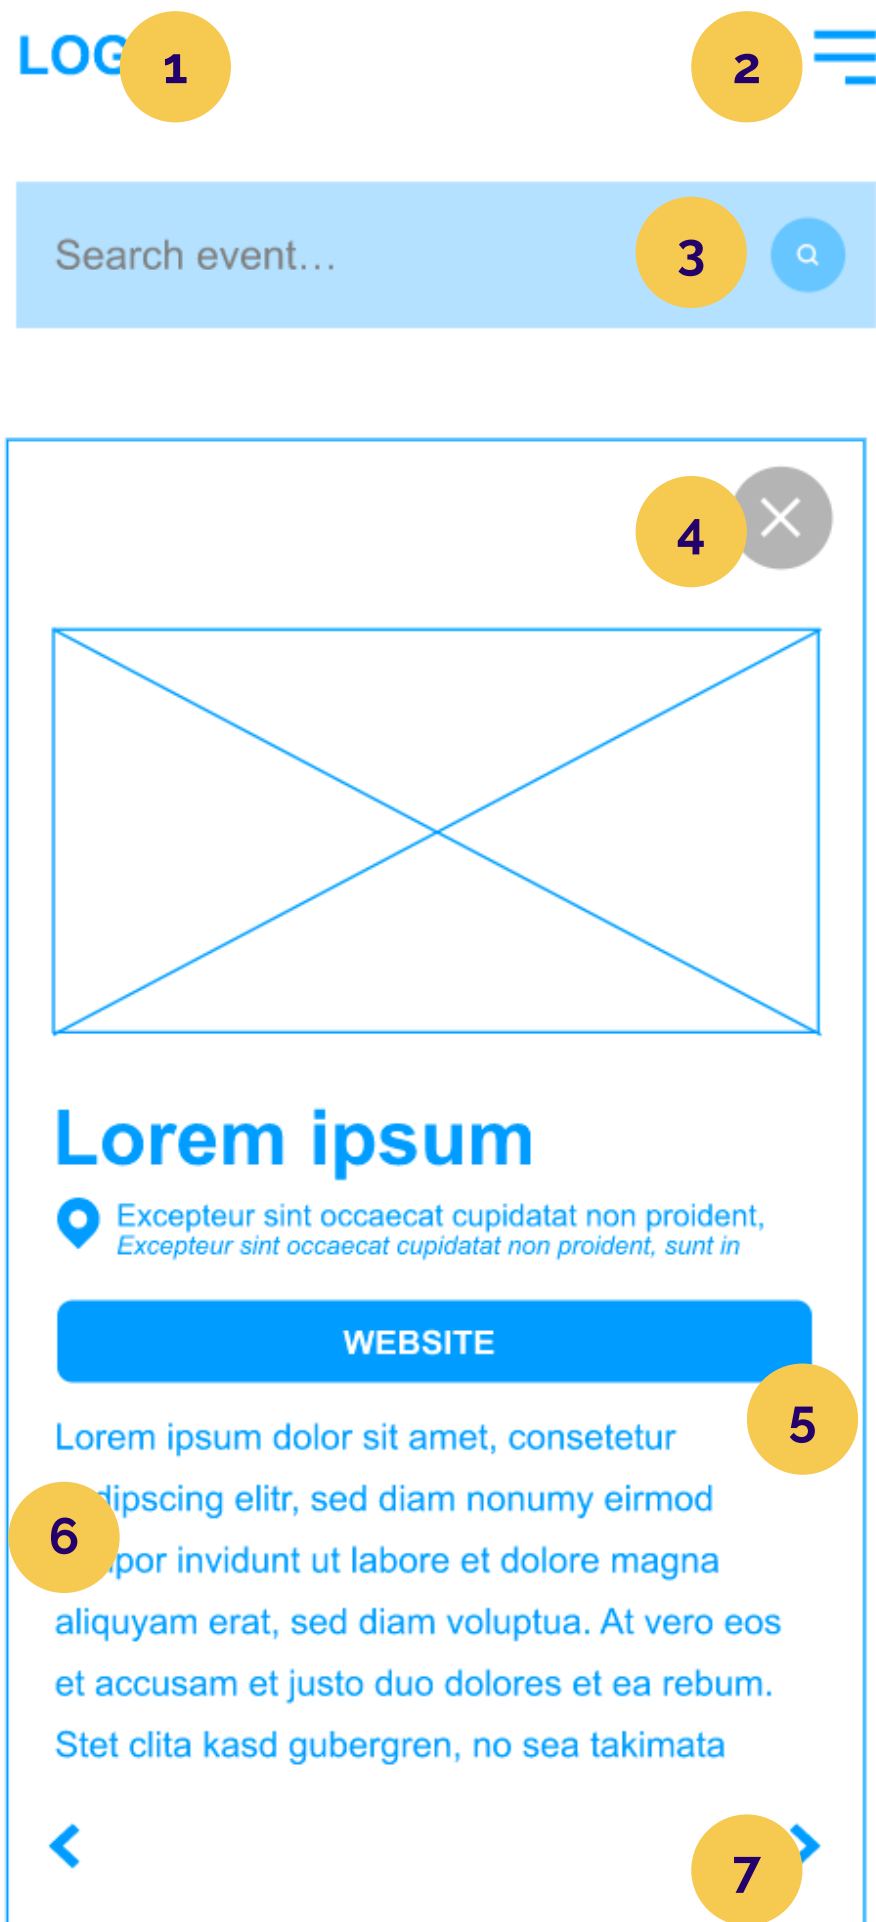 LOG
1
2
Search event...
3
4
Lorem ipsum
Excepteur sint occaecat cupidatat non proident,
Excepteur sint occaecat cupidatat non proident, sunt in
WEBSITE
5
Lorem ipsum dolor sit amet, consetetur
dipscing elitr, sed diam nonumy eirmod
6
por invidunt ut labore et dolore magna
aliquyam erat, sed diam voluptua. At vero eos
et accusam et justo duo dolores et ea rebum.
Stet clita kasd gubergren, no sea takimata
7